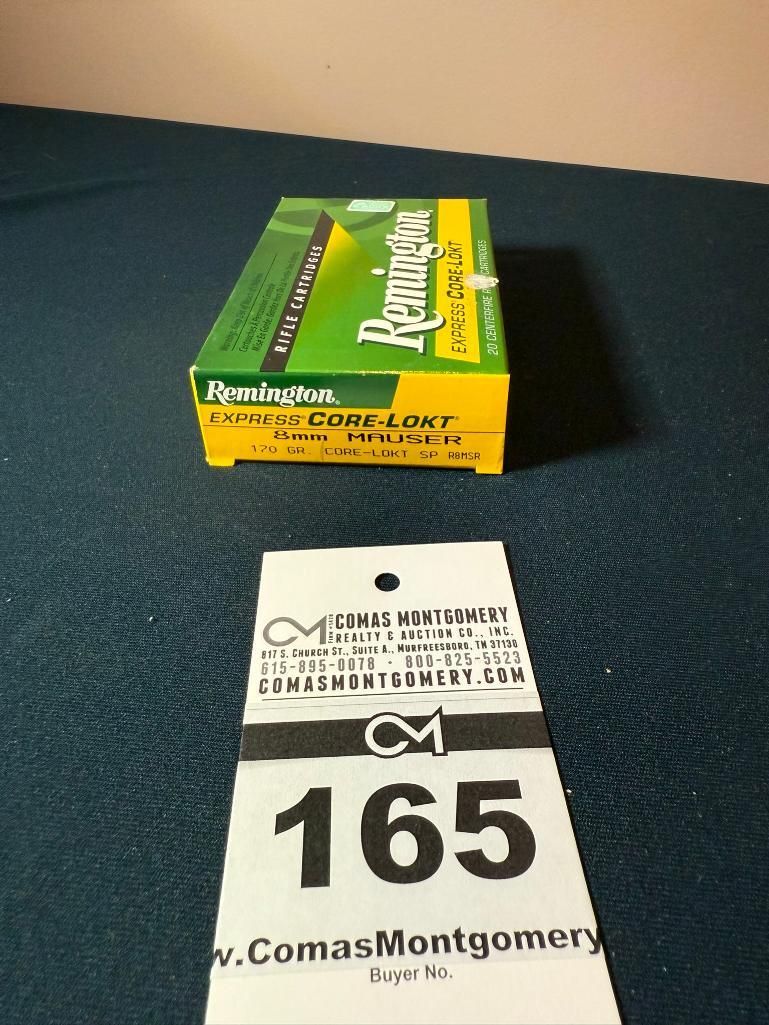 RIFLE CARTRIDGES
Remington
EXPRESS CORE-LOKT
20 CENTERFIRE CARTRIDGES
Remington.
EXPRESS® CORE-LOKT®
8mm MAUSER
170 GR. CORE-LOKT SP R8MSR
CM COMAS MONTGOMERY
REALTY & AUCTION CO., INC.
817 S. CHURCH ST., SUITE A., MURFREESBORO, TN 37130
615-895-0078 · 800-825-5523
COMASMONTGOMERY.COM
CM
165
w.ComasMontgomery
Buyer No.